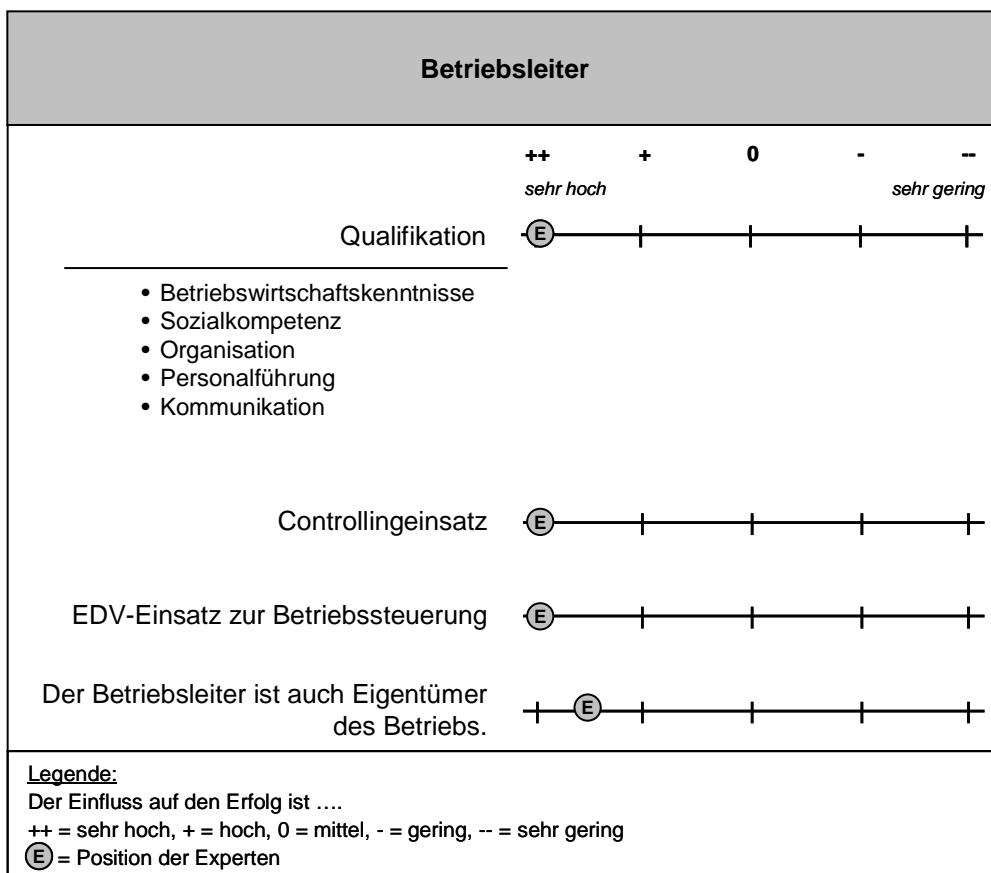 Betriebsleiter
++ + 0 - --
sehr hoch sehr gering
Qualifikation E
• Betriebswirtschaftskenntnisse
• Sozialkompetenz
• Organisation
• Personalführung
• Kommunikation
Controllingeinsatz E
EDV-Einsatz zur Betriebssteuerung E
Der Betriebsleiter ist auch Eigentümer
des Betriebs. E
Legende:
Der Einfluss auf den Erfolg ist ….
++ = sehr hoch, + = hoch, 0 = mittel, - = gering, -- = sehr gering
E = Position der Experten